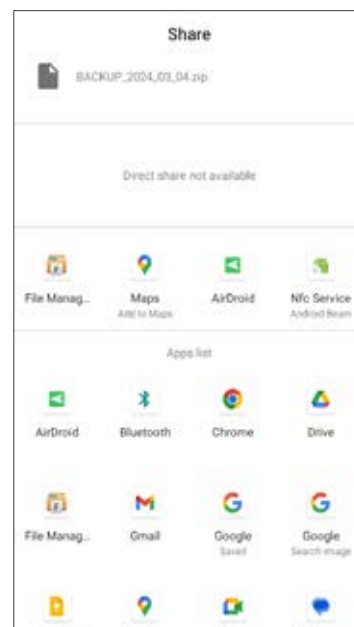 Share
BACKUP_2024_03_04.zip
Direct share not available
File Manag... Maps AirDroid Nfc Service
Add to Maps Android Beam
Apps list
AirDroid Bluetooth Chrome Drive
File Manag... Gmail Google Google
Saved Search image